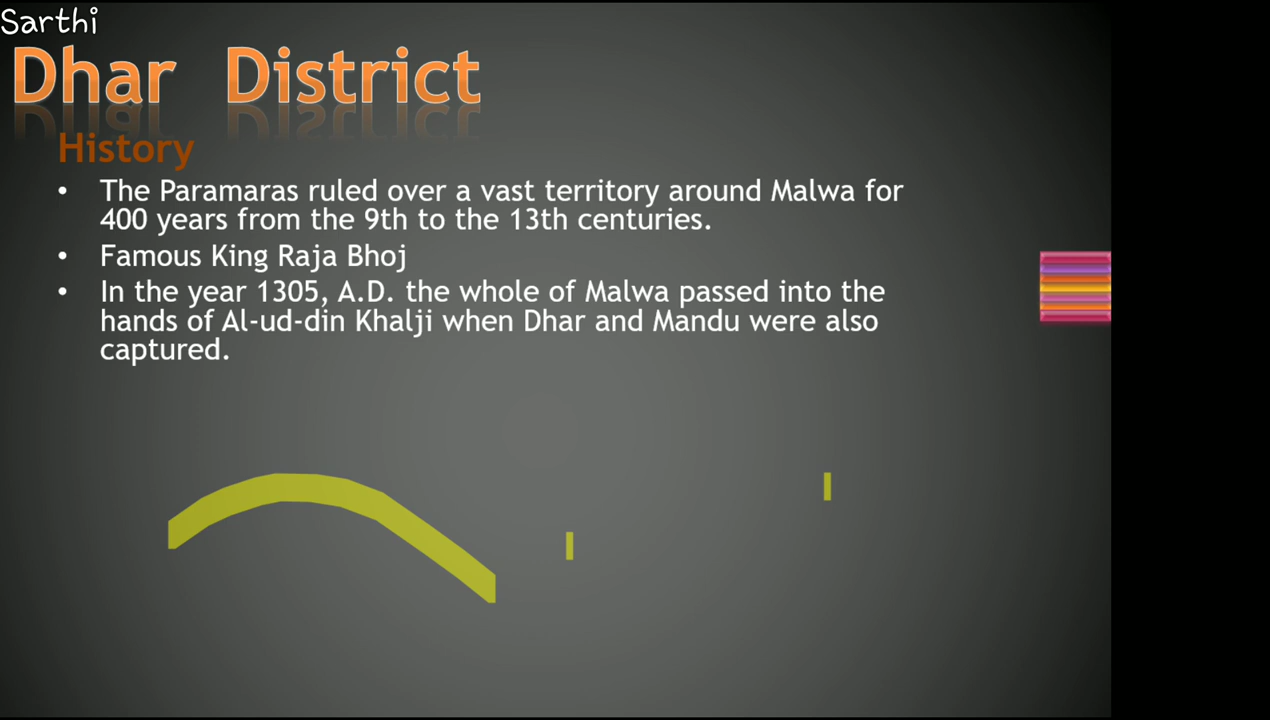 Sarthi
Dhar District
History
• The Paramaras ruled over a vast territory around Malwa for
400 years from the 9th to the 13th centuries.
• Famous King Raja Bhoj
• In the year 1305, A.D. the whole of Malwa passed into the
hands of Al-ud-din Khalji when Dhar and Mandu were also
captured.